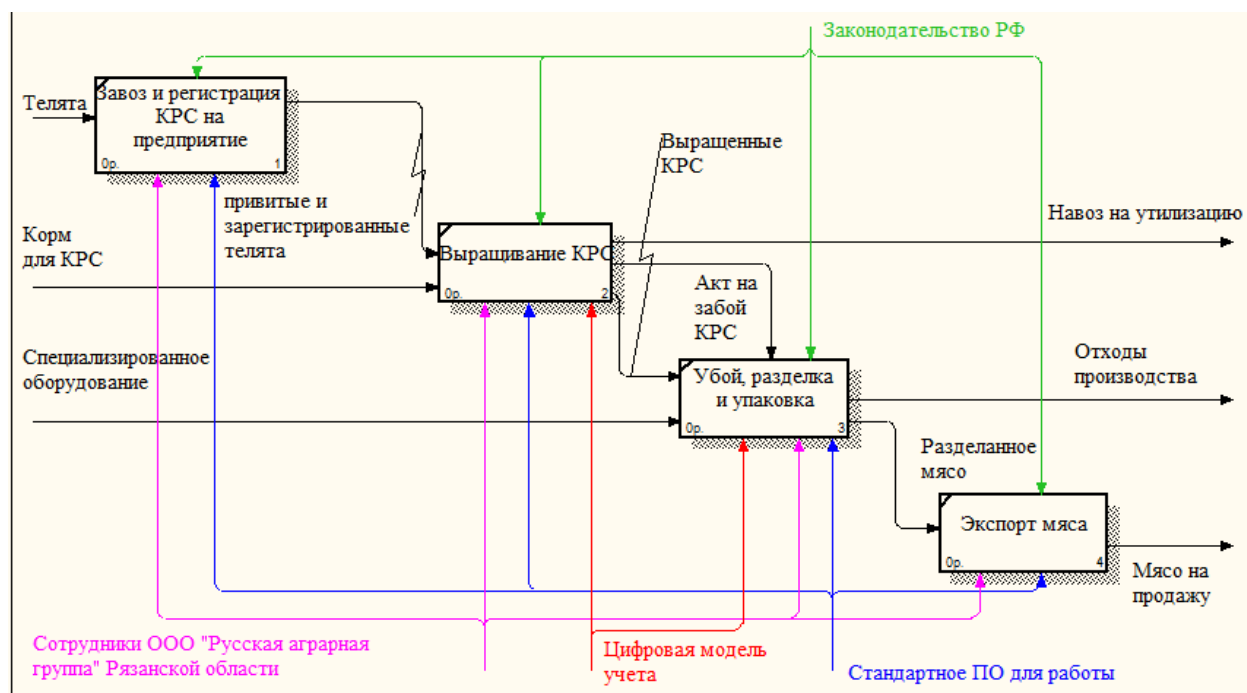 Законодательство РФ
Телята
Завоз и регистрация
КРС на
предприятие
0р.
1
привитые и
зарегистрированные
телята
Выращенные
КРС
Корм
для КРС
Выращивание КРС
0р.
2
Навоз на утилизацию
Акт на
забой
КРС
Специализированное
оборудование
Убой, разделка
и упаковка
0р.
3
Отходы
производства
Разделанное
мясо
Экспорт мяса
0р.
4
Мясо на
продажу
Сотрудники ООО "Русская аграрная
группа" Рязанской области
Цифровая модель
учета
Стандартное ПО для работы